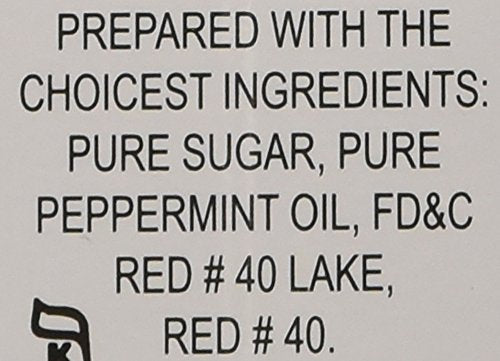 PREPARED WITH THE
CHOICEST INGREDIENTS:
PURE SUGAR, PURE
PEPPERMINT OIL, FD&C
RED # 40 LAKE,
RED # 40.
K